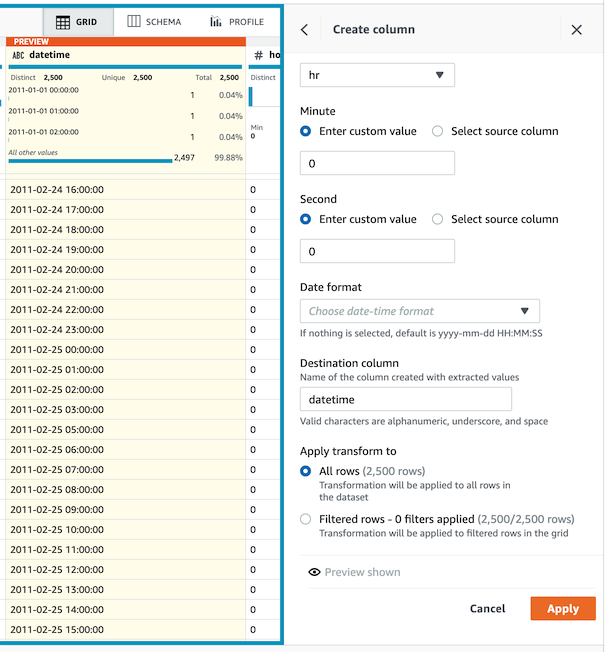 GRID
SCHEMA
PROFILE
PREVIEW
ABC datetime
# ho
Distinct 2,500 Unique 2,500 Total 2,500
Distinct
2011-01-01 00:00:00
1 0.04%
2011-01-01 01:00:00
1 0.04%
2011-01-01 02:00:00
1 0.04%
Min
0
All other values
2,497 99.88%
2011-02-24 16:00:00 0
2011-02-24 17:00:00 0
2011-02-24 18:00:00 0
2011-02-24 19:00:00 0
2011-02-24 20:00:00 0
2011-02-24 21:00:00 0
2011-02-24 22:00:00 0
2011-02-24 23:00:00 0
2011-02-25 00:00:00 0
2011-02-25 01:00:00 0
2011-02-25 02:00:00 0
2011-02-25 03:00:00 0
2011-02-25 05:00:00 0
2011-02-25 06:00:00 0
2011-02-25 07:00:00 0
2011-02-25 08:00:00 0
2011-02-25 09:00:00 0
2011-02-25 10:00:00 0
2011-02-25 11:00:00 0
2011-02-25 12:00:00 0
2011-02-25 13:00:00 0
2011-02-25 14:00:00 0
2011-02-25 15:00:00 0
Create column
hr
Minute
Enter custom value Select source column
0
Second
Enter custom value Select source column
0
Date format
Choose date-time format
If nothing is selected, default is yyyy-mm-dd HH:MM:SS
Destination column
Name of the column created with extracted values
datetime
Valid characters are alphanumeric, underscore, and space
Apply transform to
All rows (2,500 rows)
Transformation will be applied to all rows in
the dataset
Filtered rows - 0 filters applied (2,500/2,500 rows)
Transformation will be applied to filtered rows in the grid
Preview shown
Cancel
Apply